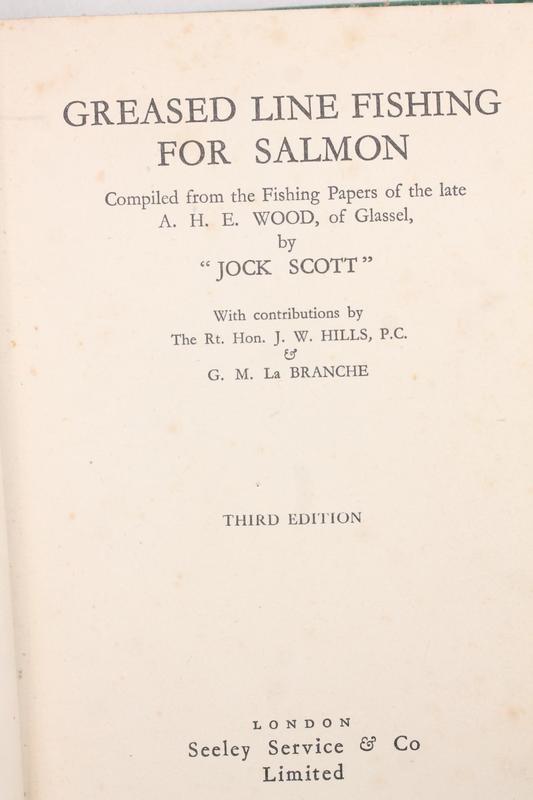 GREASED LINE FISHING
FOR SALMON
Compiled from the Fishing Papers of the late
A. H. E. WOOD, of Glassel,
by
“JOCK SCOTT”
With contributions by
The Rt. Hon. J. W. HILLS, P.C.
&
G. M. La BRANCHE
THIRD EDITION
LONDON
Seeley Service & Co
Limited